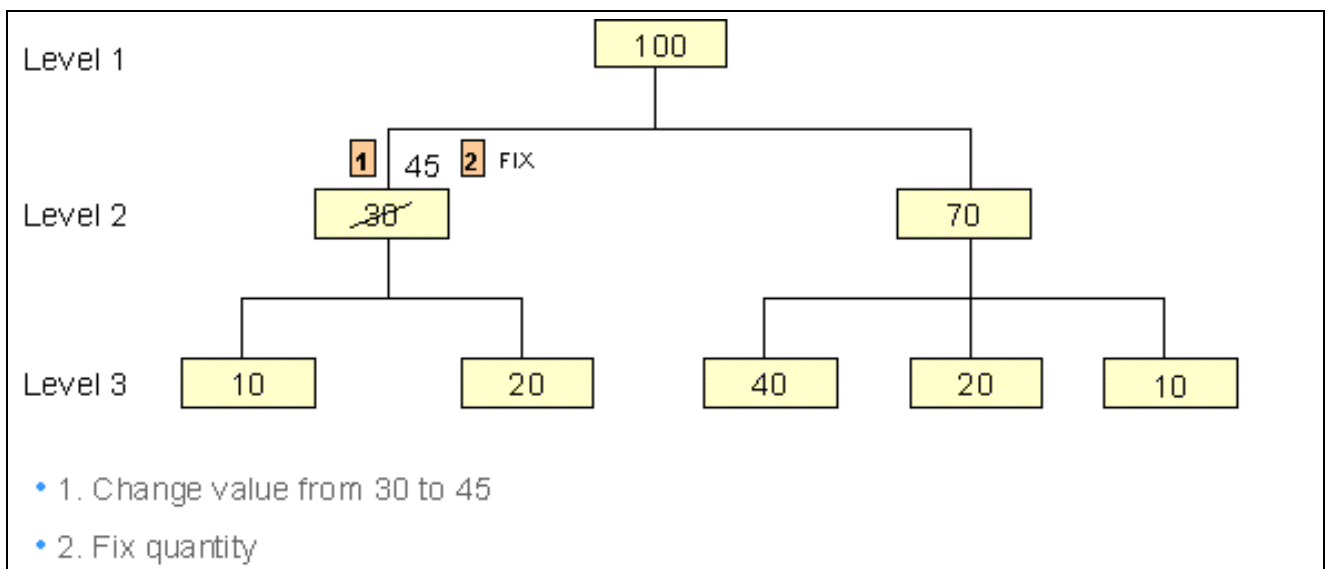 Level 1
100
1 45 2 FIX
Level 2
30
70
Level 3
10
20
40
20
10
• 1. Change value from 30 to 45
• 2. Fix quantity